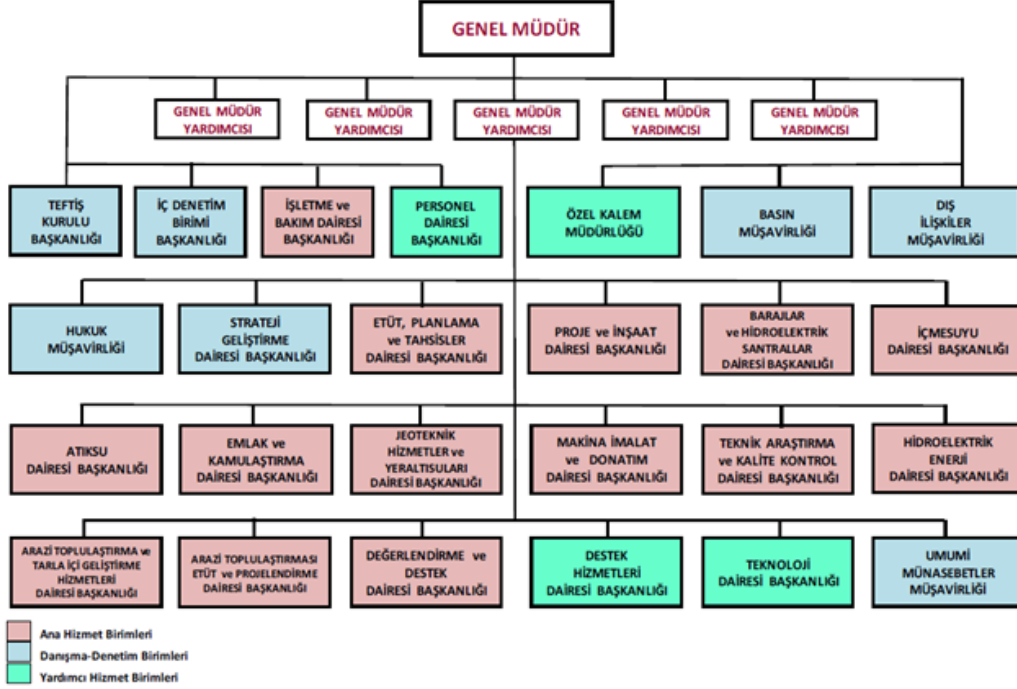 GENEL MÜDÜR
GENEL MÜDÜR
YARDIMCISI
GENEL MÜDÜR
YARDIMCISI
GENEL MÜDÜR
YARDIMCISI
GENEL MÜDÜR
YARDIMCISI
GENEL MÜDÜR
YARDIMCISI
TEFTİŞ
KURULU
BAŞKANLIĞI
İÇ DENETİM
BİRİMİ
BAŞKANLIĞI
İŞLETME ve
BAKIM DAİRESİ
BAŞKANLIĞI
PERSONEL
DAİRESİ
BAŞKANLIĞI
ÖZEL KALEM
MÜDÜRLÜĞÜ
BASIN
MÜŞAVİRLİĞİ
DIŞ
İLİŞKİLER
MÜŞAVİRLİĞİ
HUKUK
MÜŞAVİRLİĞİ
STRATEJİ
GELİŞTİRME
DAİRESİ BAŞKANLIĞI
ETÜT, PLANLAMA
ve TAHSİSLER
DAİRESİ BAŞKANLIĞI
PROJE ve İNŞAAT
DAİRESİ BAŞKANLIĞI
BARAJLAR
ve HİDROELEKTRİK
SANTRALLAR
DAİRESİ BAŞKANLIĞI
İÇMESUYU
DAİRESİ BAŞKANLIĞI
ATIKSU
DAİRESİ BAŞKANLIĞI
EMLAK ve
KAMULAŞTIRMA
DAİRESİ BAŞKANLIĞI
JEOTEKNİK
HİZMETLER ve
YERALTISULARI
DAİRESİ BAŞKANLIĞI
MAKİNA İMALAT
ve DONATIM
DAİRESİ BAŞKANLIĞI
TEKNİK ARAŞTIRMA
ve KALİTE KONTROL
DAİRESİ BAŞKANLIĞI
HİDROELEKTRİK
ENERJİ
DAİRESİ BAŞKANLIĞI
ARAZİ TOPLULAŞTIRMA ve
TARLA İÇİ GELİŞTİRME
HİZMETLERİ
DAİRESİ BAŞKANLIĞI
ARAZİ TOPLULAŞTIRMASI
ETÜT ve PROJELENDİRME
DAİRESİ BAŞKANLIĞI
DEĞERLENDİRME ve
DESTEK
DAİRESİ BAŞKANLIĞI
DESTEK
HİZMETLERİ
DAİRESİ BAŞKANLIĞI
TEKNOLOJİ
DAİRESİ BAŞKANLIĞI
UMUMİ
MÜNASEBETLER
MÜŞAVİRLİĞİ
Ana Hizmet Birimleri
Danışma-Denetim Birimleri
Yardımcı Hizmet Birimleri